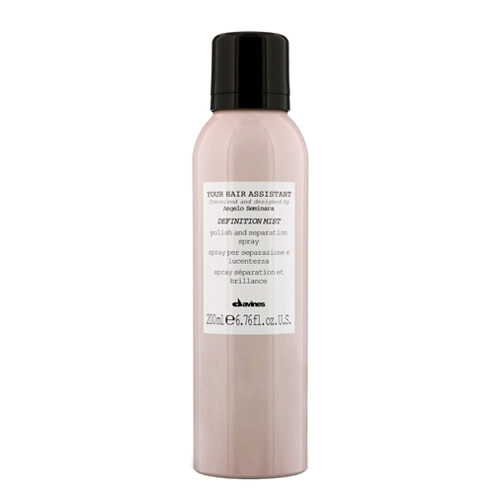 YOUR HAIR ASSISTANT
Conceived and designed by
Angelo Seminara
DEFINITION MIST
polish and separation
spray
spray per separazione e
lucentezza
spray séparation et
brillance
davines
200ml e 6.76fl.oz.U.S.